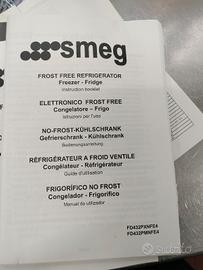 smeg
FROST FREE REFRIGERATOR
Freezer - Fridge
Instruction booklet
ELETTRONICO FROST FREE
Congelatore – Frigo
Istruzioni per l'uso
NO-FROST-KÜHLSCHRANK
Gefrierschrank - Kühlschrank
Bedienungsanleitung
RÉFRIGÉRATEUR A FROID VENTILE
Congélateur - Réfrigérateur
Guide d'utilisation
FRIGORÍFICO NO FROST
Congelador - Frigorífico
Manual de utilizador
FD432PXNFE4
FD432PMNFE4
subito